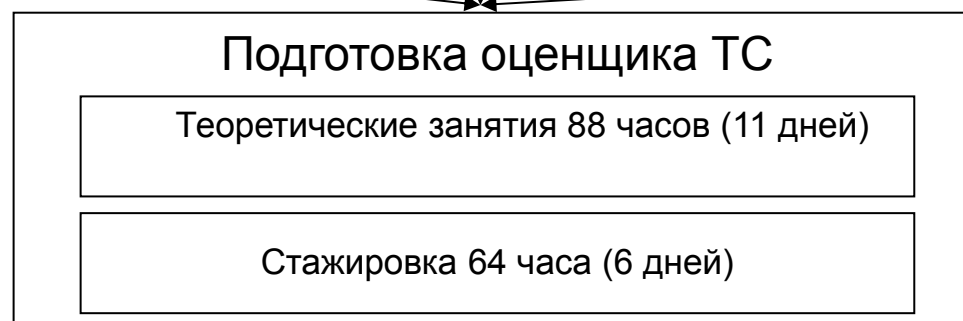 Подготовка оценщика ТС
Теоретические занятия 88 часов (11 дней)
Стажировка 64 часа (6 дней)